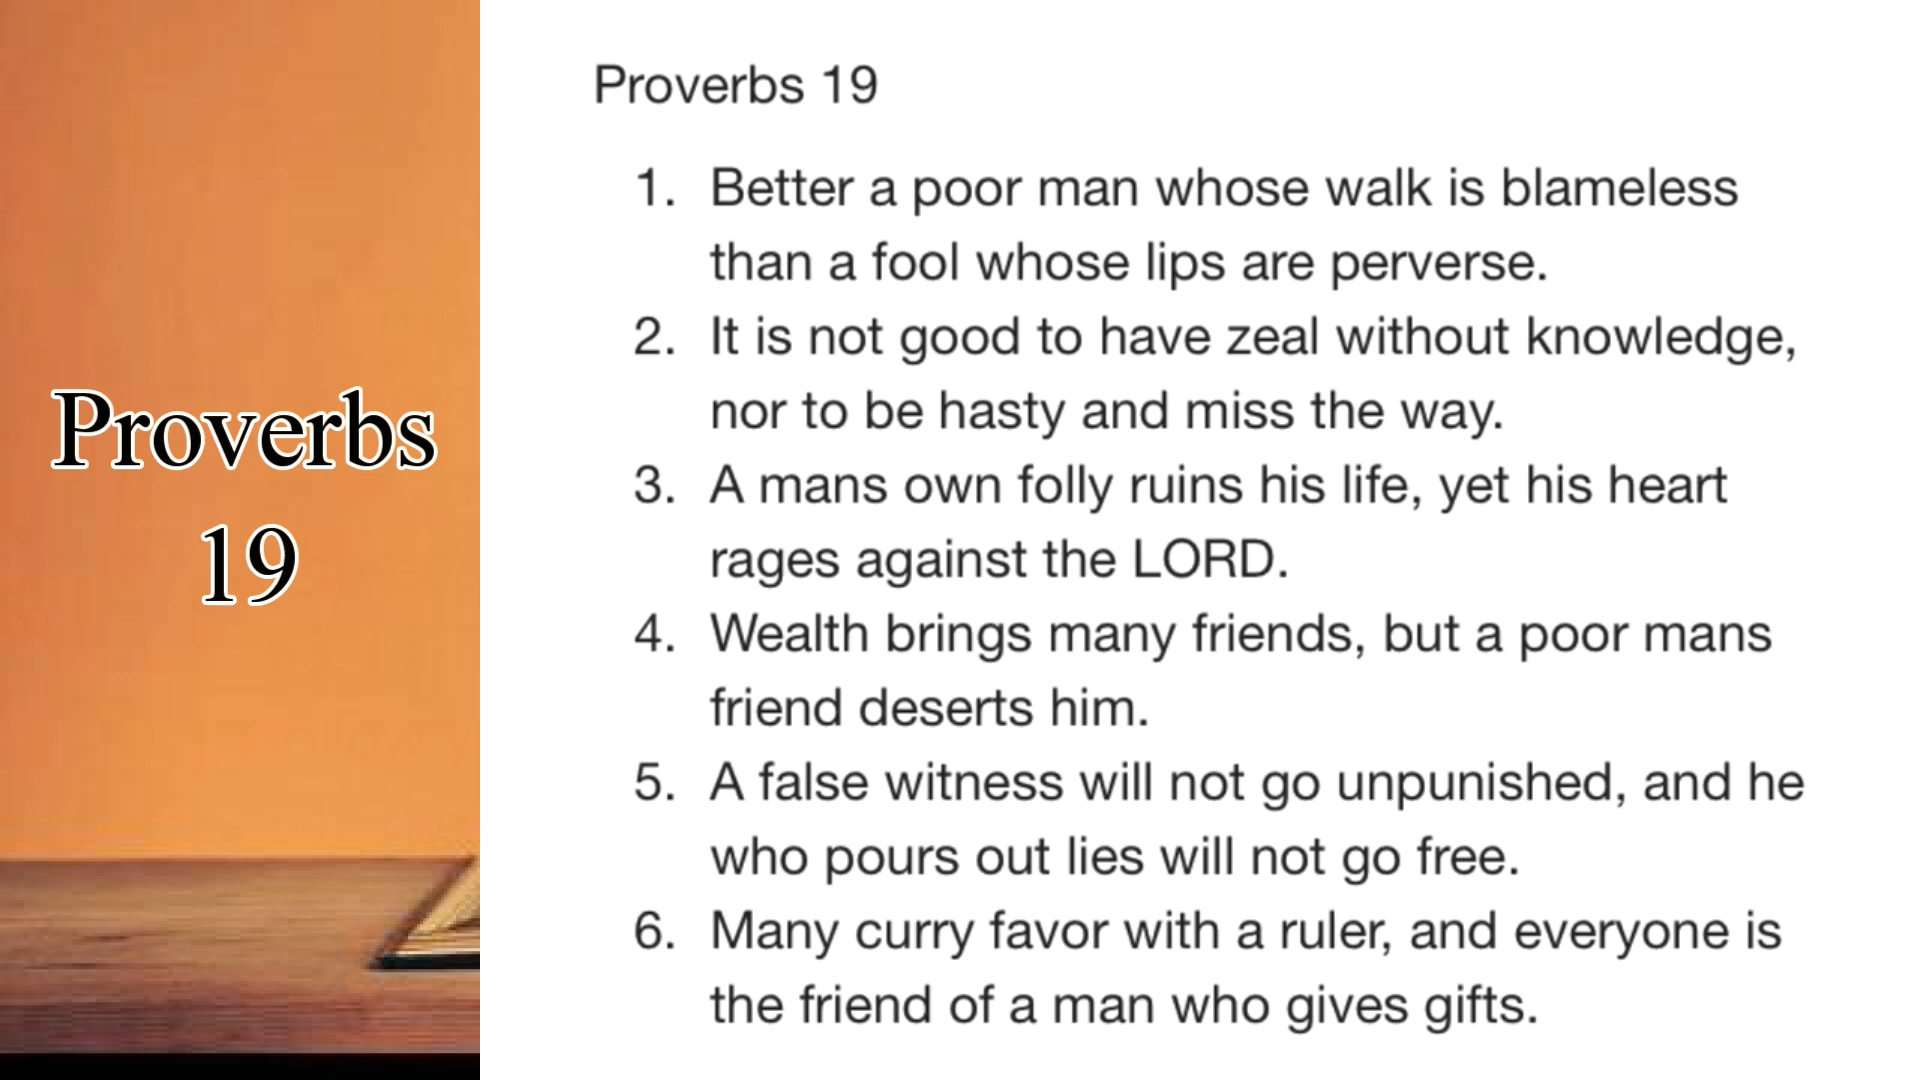 Proverbs
19
Proverbs 19
1. Better a poor man whose walk is blameless
than a fool whose lips are perverse.
2. It is not good to have zeal without knowledge,
nor to be hasty and miss the way.
3. A mans own folly ruins his life, yet his heart
rages against the LORD.
4. Wealth brings many friends, but a poor mans
friend deserts him.
5. A false witness will not go unpunished, and he
who pours out lies will not go free.
6. Many curry favor with a ruler, and everyone is
the friend of a man who gives gifts.